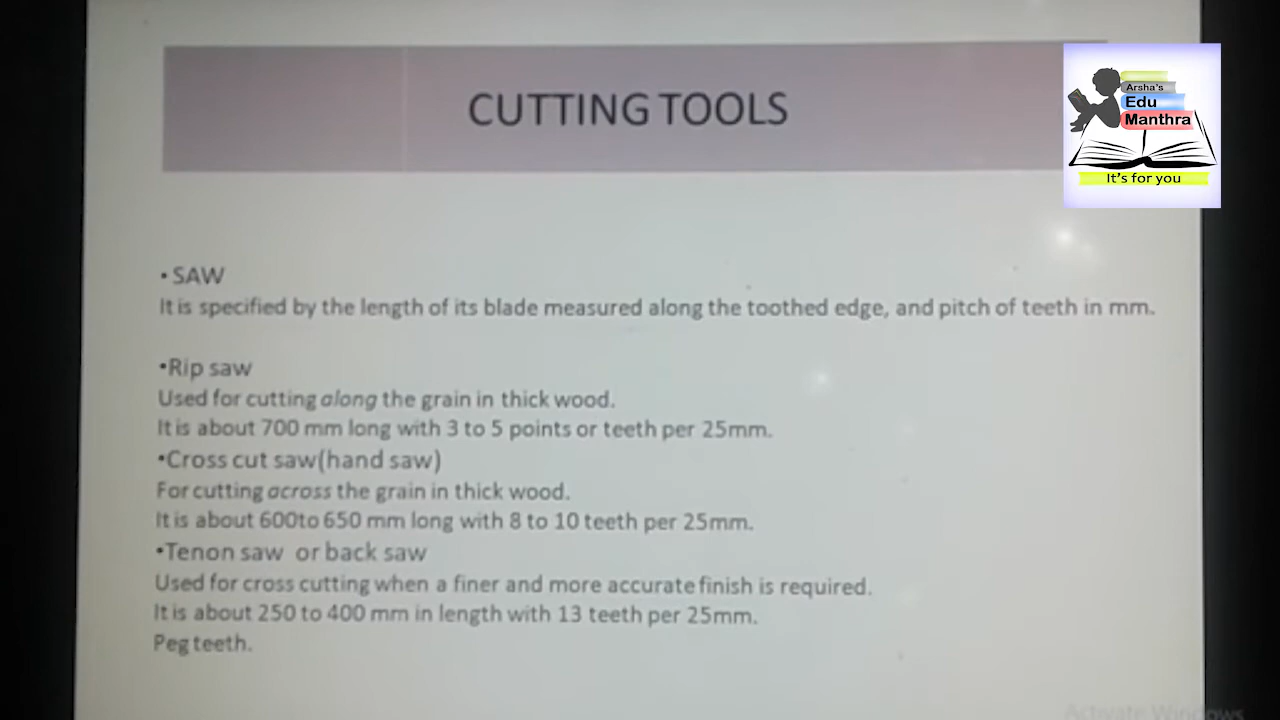 CUTTING TOOLS
Arsha's
Edu
Manthra
It's for you
• SAW
It is specified by the length of its blade measured along the toothed edge, and pitch of teeth in mm.
•Rip saw
Used for cutting along the grain in thick wood.
It is about 700 mm long with 3 to 5 points or teeth per 25mm.
•Cross cut saw(hand saw)
For cutting across the grain in thick wood.
It is about 600to 650 mm long with 8 to 10 teeth per 25mm.
•Tenon saw or back saw
Used for cross cutting when a finer and more accurate finish is required.
It is about 250 to 400 mm in length with 13 teeth per 25mm.
Peg teeth.
Activate Windows